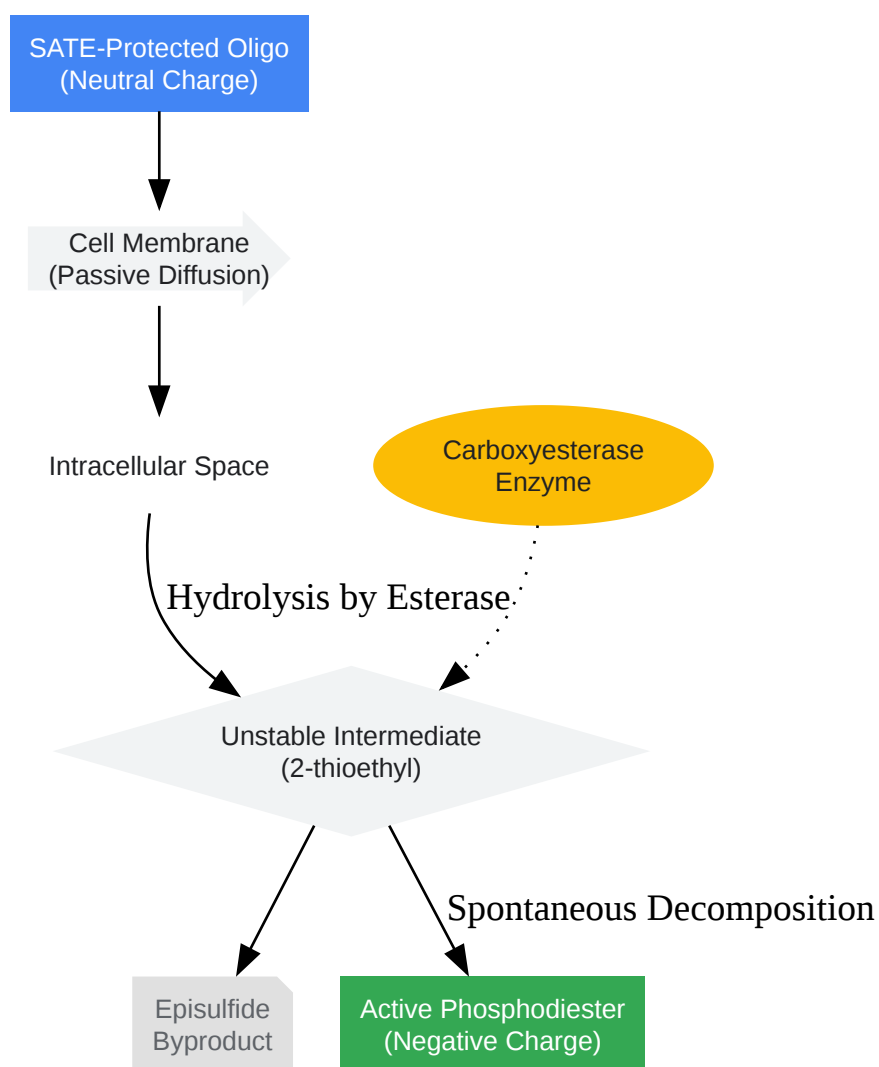 SATE-Protected Oligo
(Neutral Charge)
Cell Membrane
(Passive Diffusion)
Intracellular Space
Carboxyesterase
Enzyme
Hydrolysis by Esterase
Unstable Intermediate
(2-thioethyl)
Spontaneous Decomposition
Episulfide
Byproduct
Active Phosphodiester
(Negative Charge)